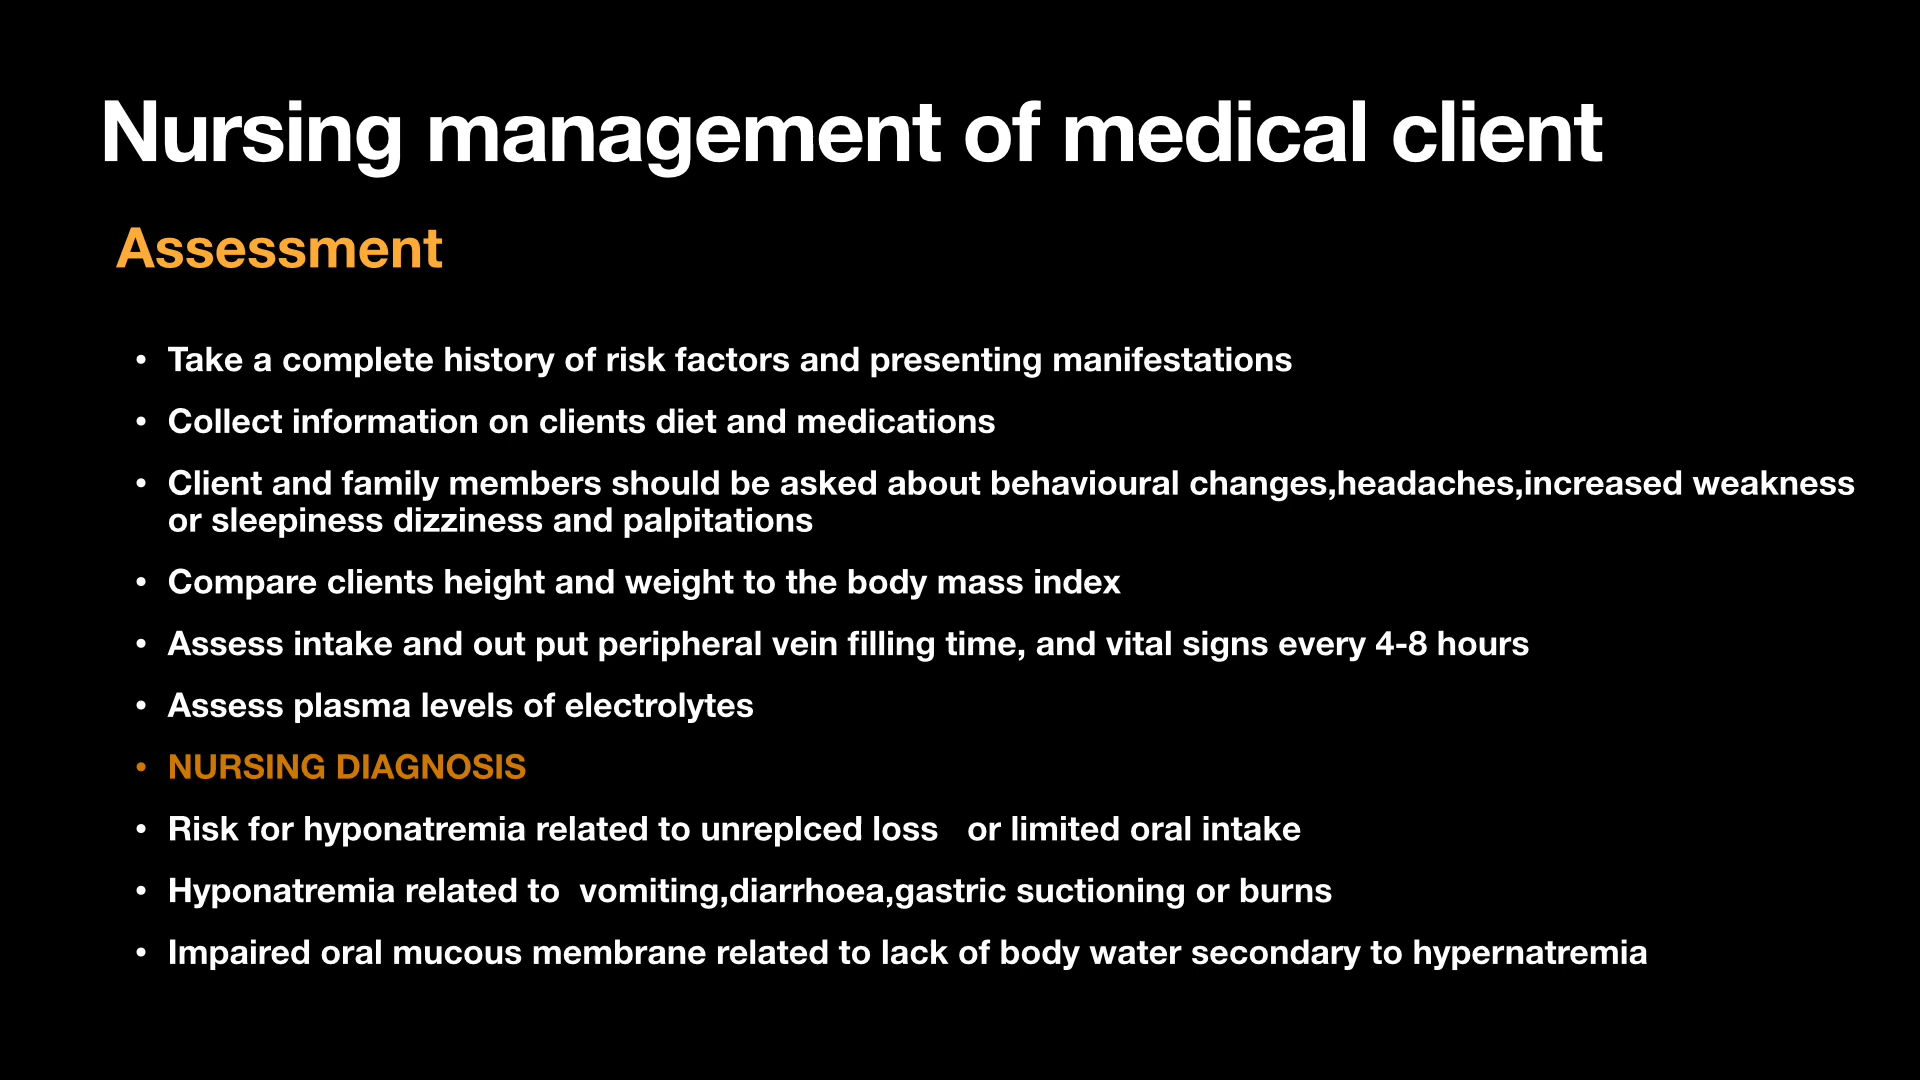 Nursing management of medical client
Assessment
• Take a complete history of risk factors and presenting manifestations
• Collect information on clients diet and medications
• Client and family members should be asked about behavioural changes,headaches,increased weakness
or sleepiness dizziness and palpitations
• Compare clients height and weight to the body mass index
• Assess intake and out put peripheral vein filling time, and vital signs every 4-8 hours
• Assess plasma levels of electrolytes
• NURSING DIAGNOSIS
• Risk for hyponatremia related to unreplced loss   or limited oral intake
• Hyponatremia related to  vomiting,diarrhoea,gastric suctioning or burns
• Impaired oral mucous membrane related to lack of body water secondary to hypernatremia